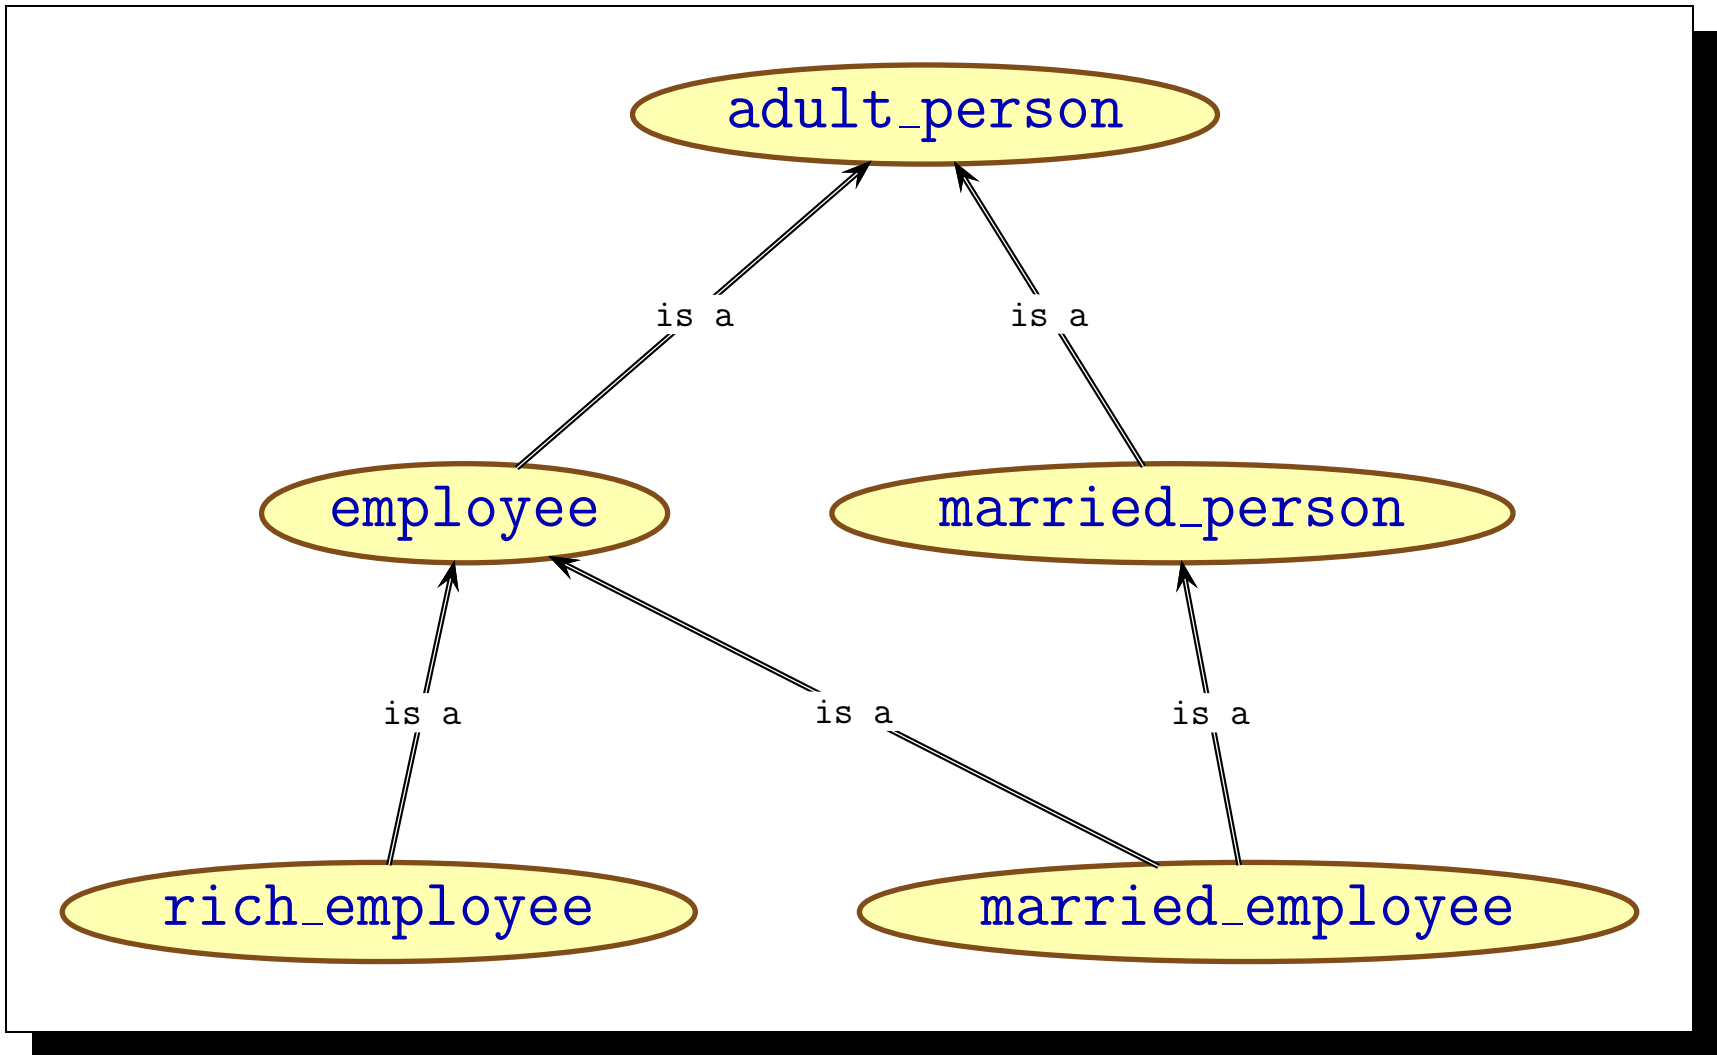 adult_person
is a
is a
employee
married_person
is a
is a
is a
rich_employee
married_employee